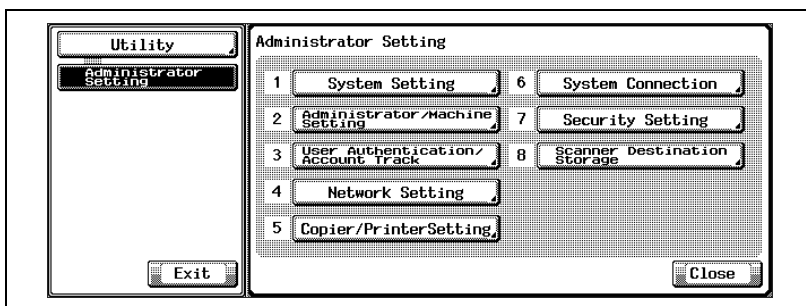 Utility
Administrator
Setting
Exit
Administrator Setting
1 System Setting
2 Administrator/Machine
Setting
3 User Authentication/
Account Track
4 Network Setting
5 Copier/PrinterSetting
6 System Connection
7 Security Setting
8 Scanner Destination
Storage
Close